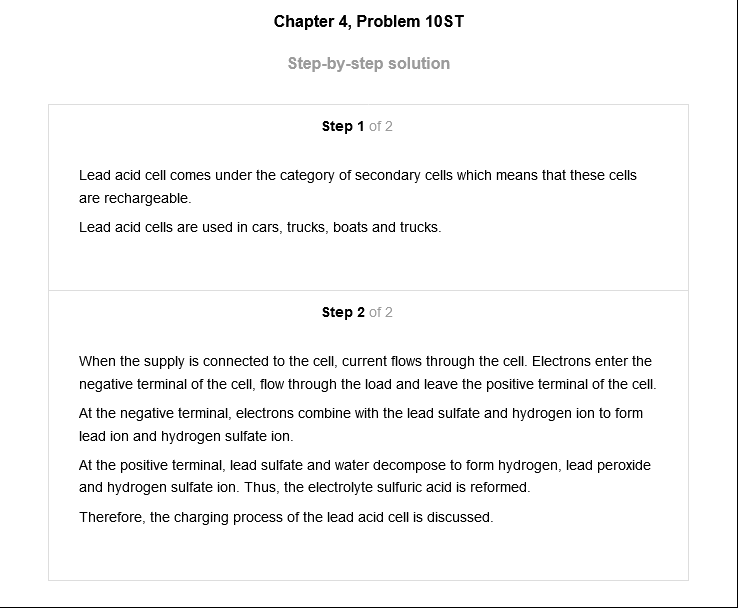 Chapter 4, Problem 10ST
Step-by-step solution
Step 1 of 2
Lead acid cell comes under the category of secondary cells which means that these cells
are rechargeable.
Lead acid cells are used in cars, trucks, boats and trucks.
Step 2 of 2
When the supply is connected to the cell, current flows through the cell. Electrons enter the
negative terminal of the cell, flow through the load and leave the positive terminal of the cell.
At the negative terminal, electrons combine with the lead sulfate and hydrogen ion to form
lead ion and hydrogen sulfate ion.
At the positive terminal, lead sulfate and water decompose to form hydrogen, lead peroxide
and hydrogen sulfate ion. Thus, the electrolyte sulfuric acid is reformed.
Therefore, the charging process of the lead acid cell is discussed.